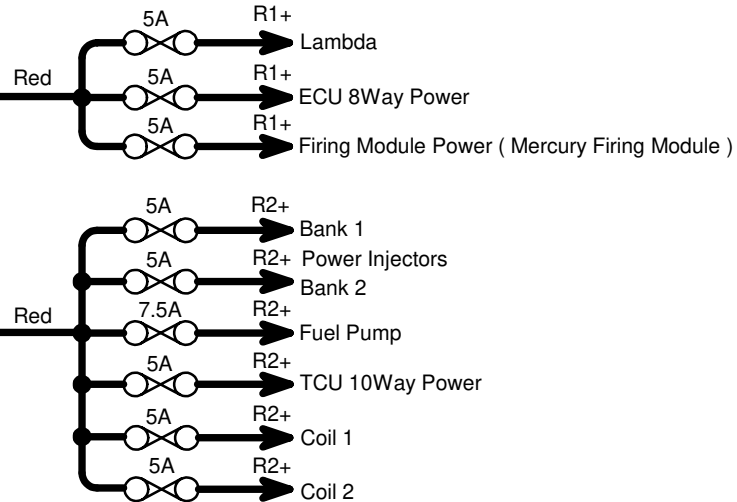 5A R1+
Lambda
Red 5A R1+
ECU 8Way Power
5A R1+
Firing Module Power ( Mercury Firing Module )
5A R2+
Bank 1
5A R2+ Power Injectors
Bank 2
Red 7.5A R2+
Fuel Pump
5A R2+
TCU 10Way Power
5A R2+
Coil 1
5A R2+
Coil 2